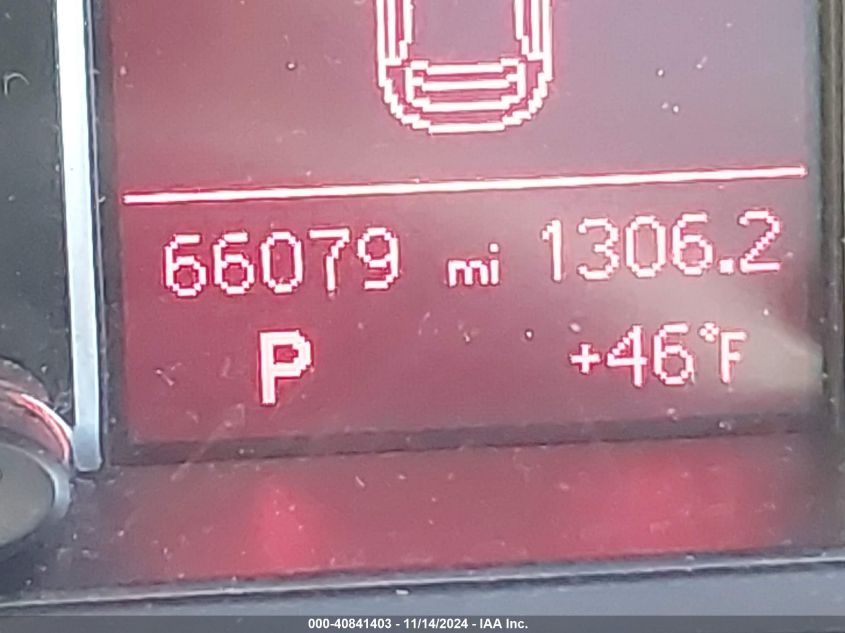 66079 mi 1306.2
P +46°F
000-40841403 - 11/14/2024 - IAA Inc.